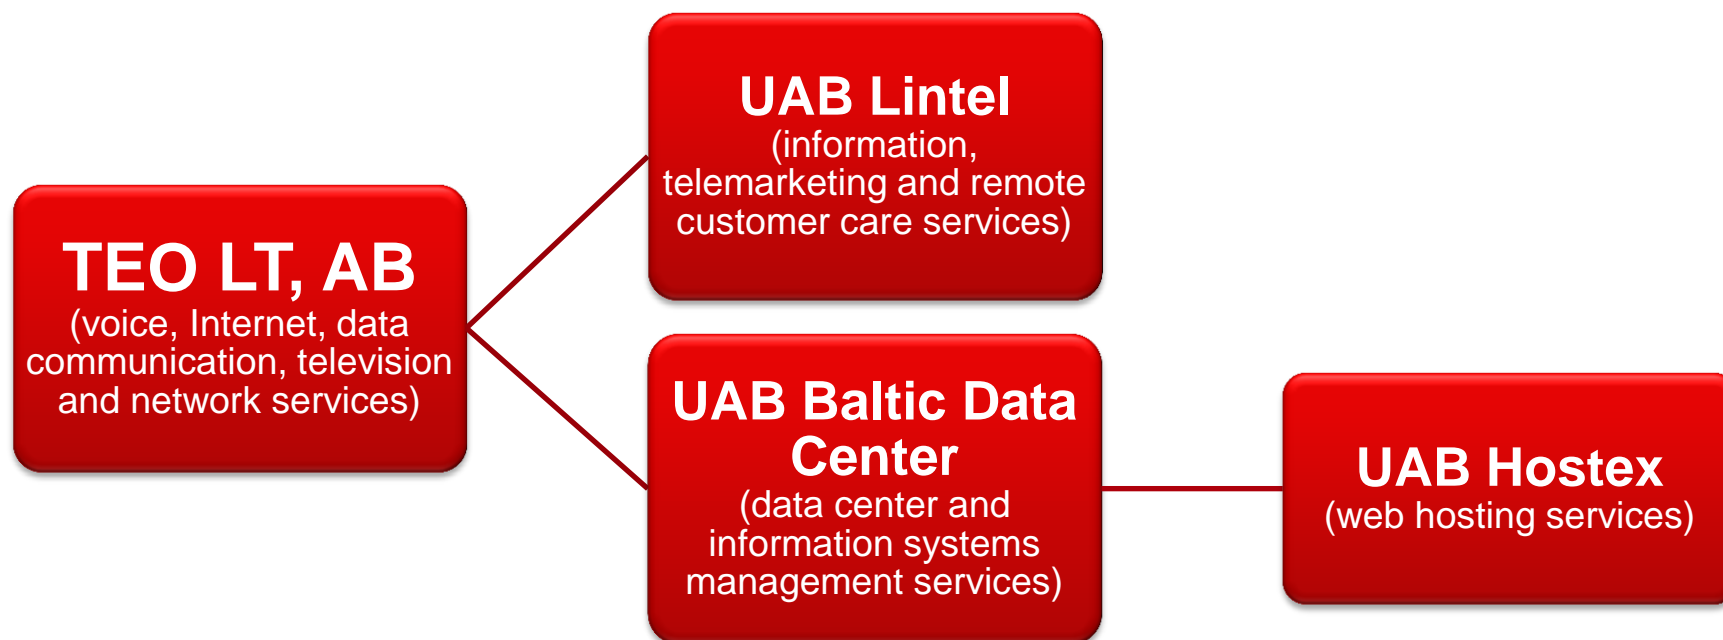 TEO LT, AB
(voice, Internet, data
communication, television
and network services)
UAB Lintel
(information,
telemarketing and remote
customer care services)
UAB Baltic Data
Center
(data center and
information systems
management services)
UAB Hostex
(web hosting services)